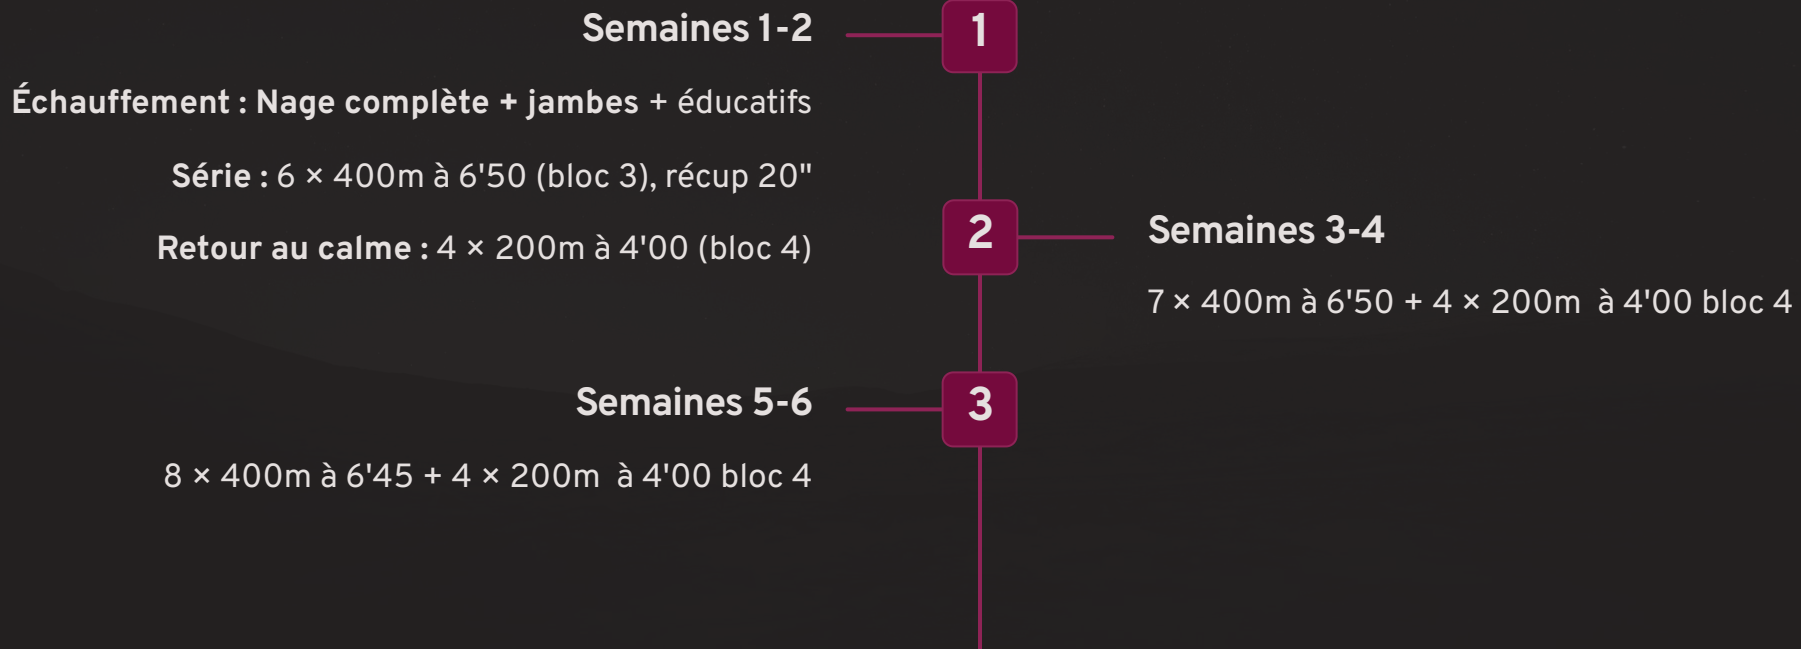 Semaines 1-2
1
Échauffement : Nage complète + jambes + éducatifs
Série : 6 × 400m à 6'50 (bloc 3), récup 20"
Retour au calme : 4 × 200m à 4'00 (bloc 4)
2
Semaines 3-4
7 × 400m à 6'50 + 4 × 200m à 4'00 bloc 4
Semaines 5-6
3
8 × 400m à 6'45 + 4 × 200m à 4'00 bloc 4